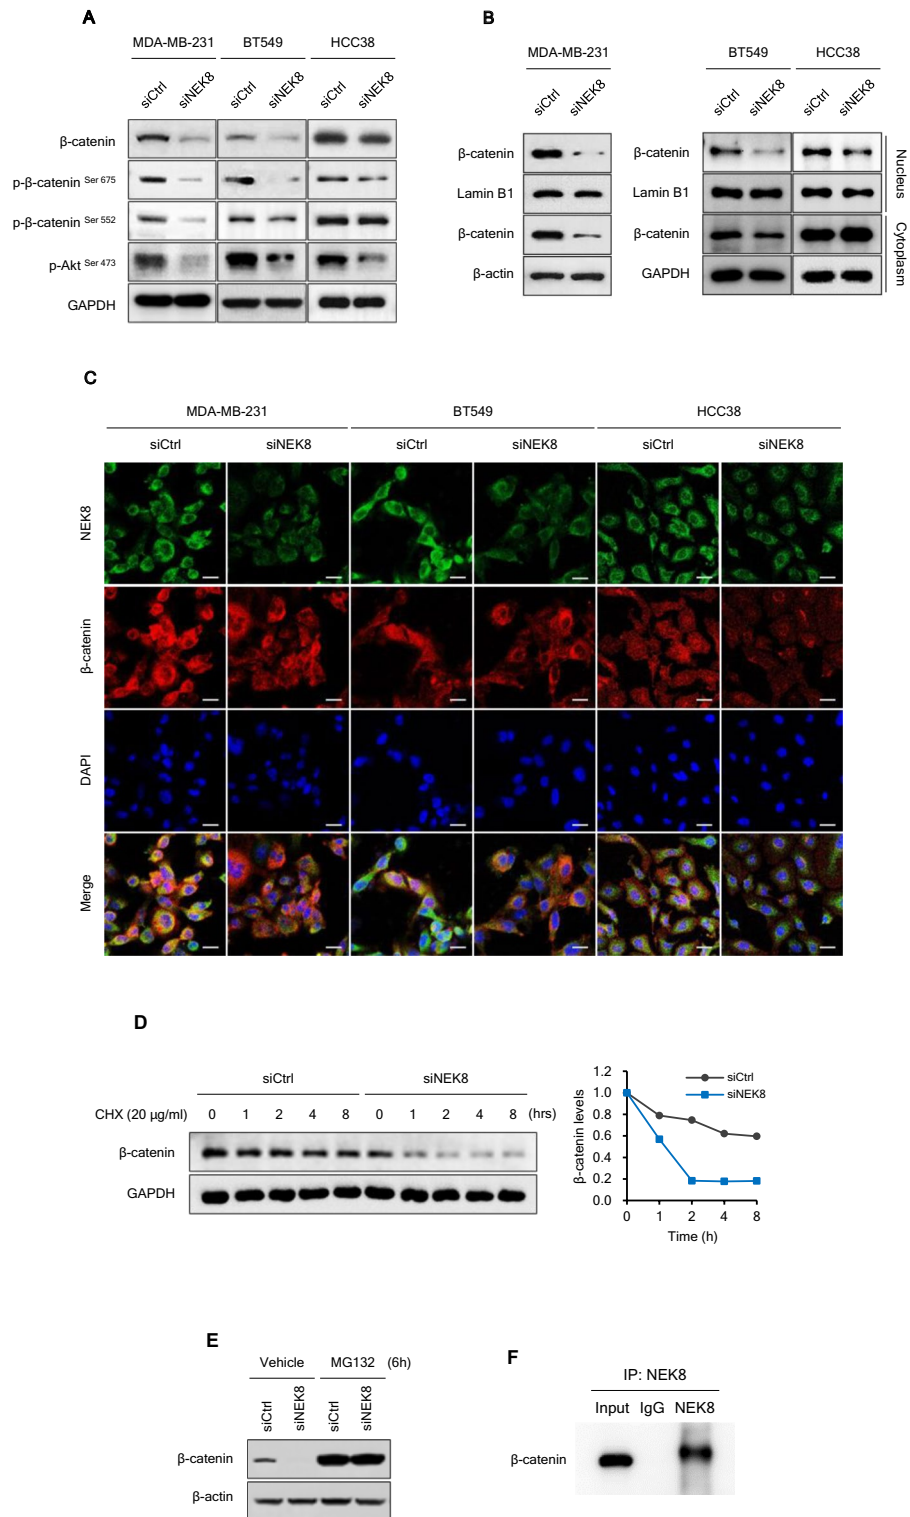 A
MDA-MB-231 BT549 HCC38
siCtrl siNEK8 siCtrl siNEK8 siCtrl siNEK8
β-catenin
p-β-catenin Ser 675
p-β-catenin Ser 552
p-Akt Ser 473
GAPDH
B
MDA-MB-231 BT549 HCC38
siCtrl siNEK8 siCtrl siNEK8 siCtrl siNEK8
β-catenin β-catenin
Lamin B1 Lamin B1
Nucleus
β-catenin β-catenin
β-actin GAPDH
Cytoplasm
C
MDA-MB-231 BT549 HCC38
siCtrl siNEK8 siCtrl siNEK8 siCtrl siNEK8
NEK8
β-catenin
DAPI
Merge
D
siCtrl siNEK8
CHX (20 μg/ml) 0 1 2 4 8 0 1 2 4 8 (hrs)
β-catenin
GAPDH
β-catenin levels
1.2
1.0
0.8
0.6
0.4
0.2
0.0
siCtrl
siNEK8
0 1 2 4 8
Time (h)
E
Vehicle MG132 (6h)
siCtrl siNEK8 siCtrl siNEK8
β-catenin
β-actin
F
IP: NEK8
Input IgG NEK8
β-catenin